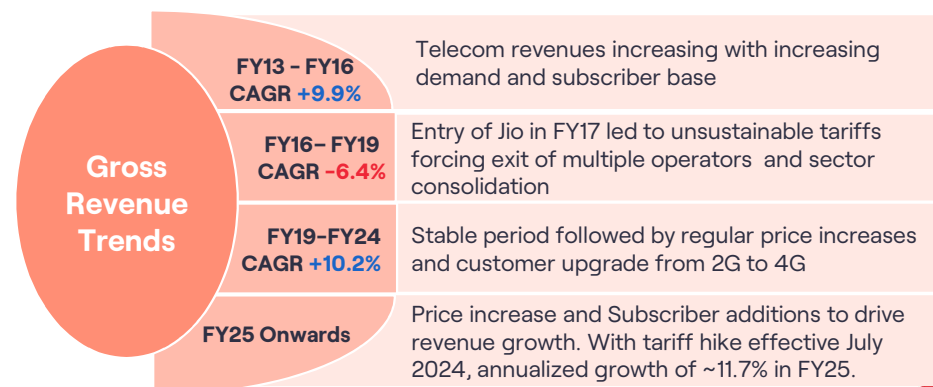 Gross
Revenue
Trends
FY13 - FY16
CAGR +9.9%
Telecom revenues increasing with increasing
demand and subscriber base
FY16– FY19
CAGR -6.4%
Entry of Jio in FY17 led to unsustainable tariffs
forcing exit of multiple operators and sector
consolidation
FY19-FY24
CAGR +10.2%
Stable period followed by regular price increases
and customer upgrade from 2G to 4G
FY25 Onwards
Price increase and Subscriber additions to drive
revenue growth. With tariff hike effective July
2024, annualized growth of ~11.7% in FY25.